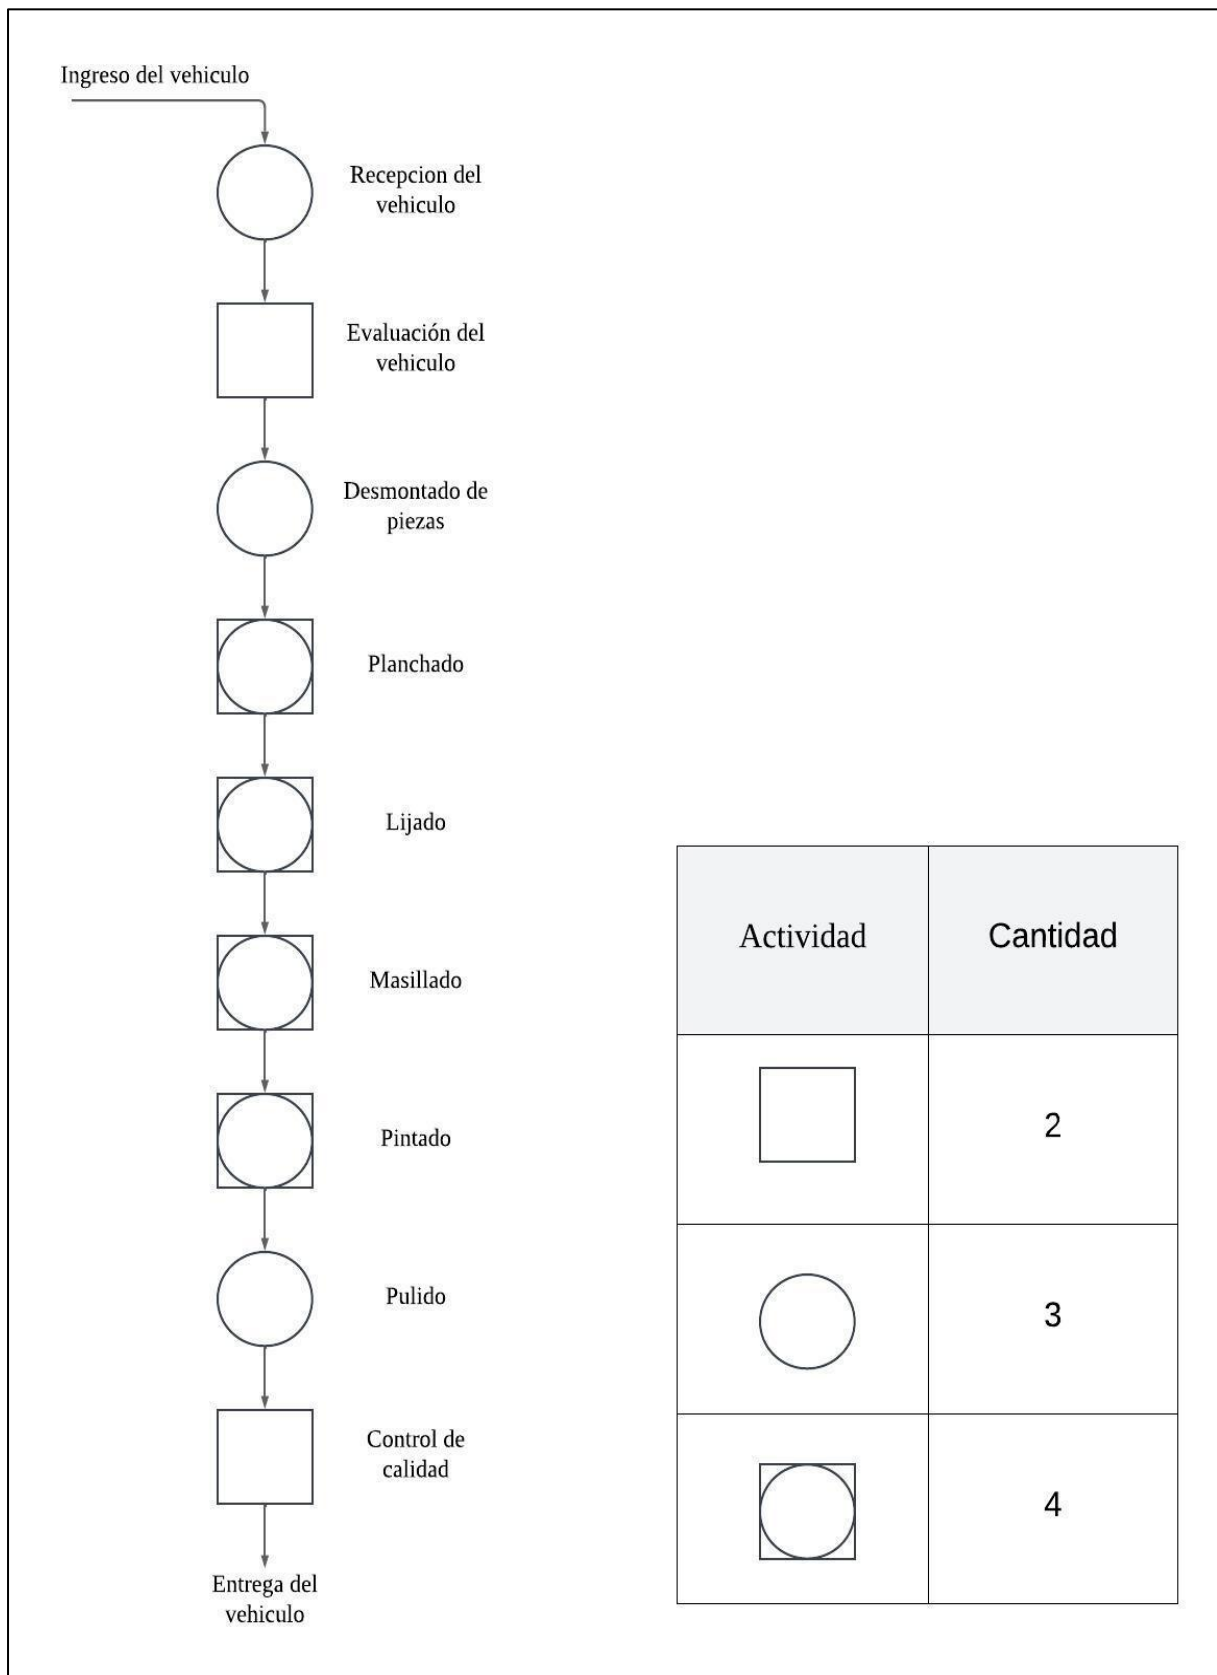 Ingreso del vehiculo
Recepcion del
vehiculo
Evaluación del
vehiculo
Desmontado de
piezas
Planchado
Lijado
Masillado
Pintado
Pulido
Control de
calidad
Entrega del
vehiculo
Actividad Cantidad
2
3
4